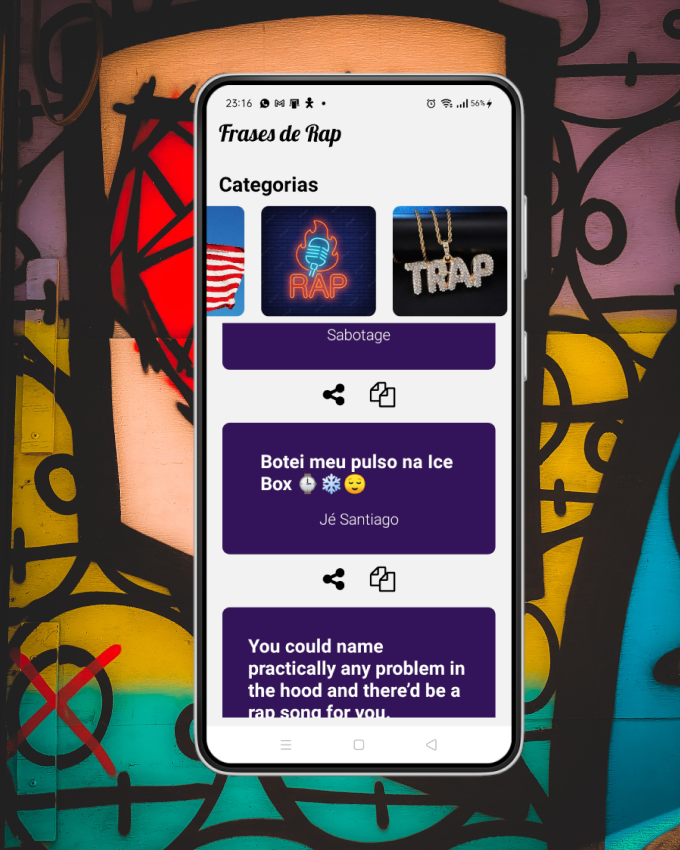 23:16
56%
Frases de Rap
Categorias
RAP
TRAP
Sabotage
Botei meu pulso na Ice
Box ⌚❄️😌
Jé Santiago
You could name
practically any problem in
the hood and there'd be a
rap song for you.